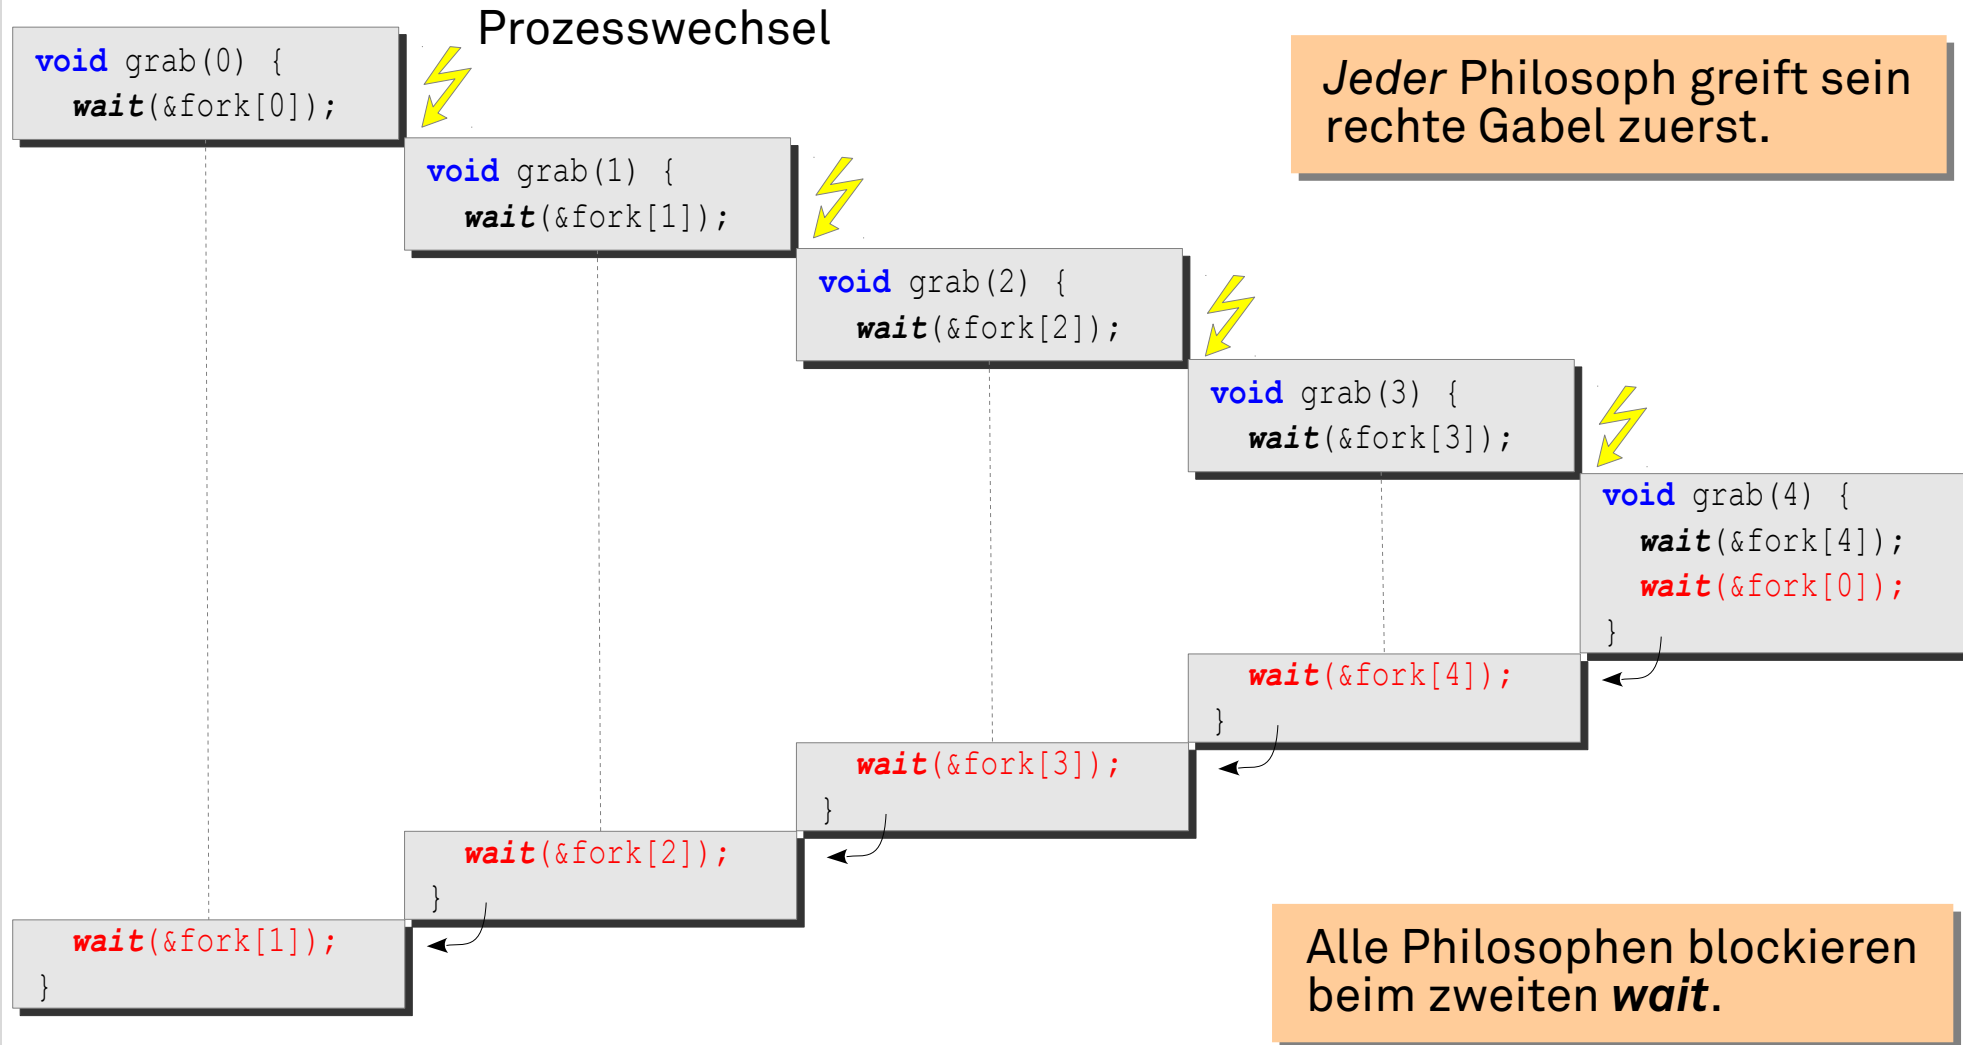 Prozesswechsel
void grab(0) {
wait(&fork[0]);
Jeder Philosoph greift sein
rechte Gabel zuerst.
void grab(1) {
wait(&fork[1]);
void grab(2) {
wait(&fork[2]);
void grab(3) {
wait(&fork[3]);
void grab(4) {
wait(&fork[4]);
wait(&fork[0]);
}
wait(&fork[4]);
}
wait(&fork[3]);
}
wait(&fork[2]);
}
wait(&fork[1]);
}
Alle Philosophen blockieren
beim zweiten wait.